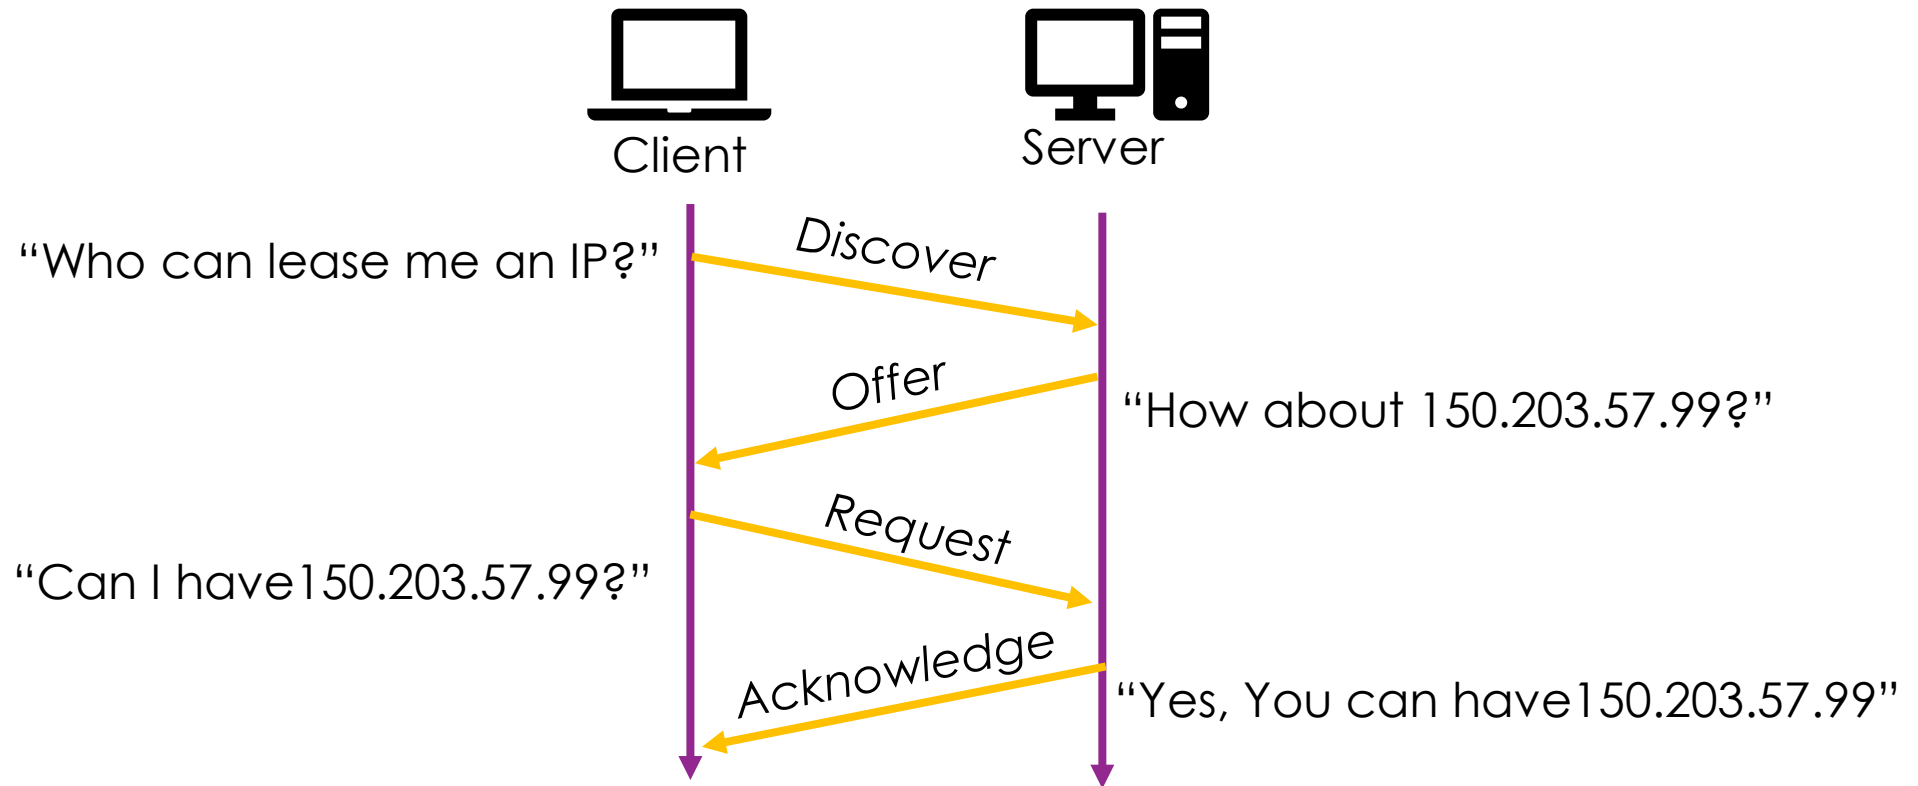 Client
Server
“Who can lease me an IP?”
Discover
Offer
“How about 150.203.57.99?”
Request
“Can I have150.203.57.99?”
Acknowledge
“Yes, You can have150.203.57.99”